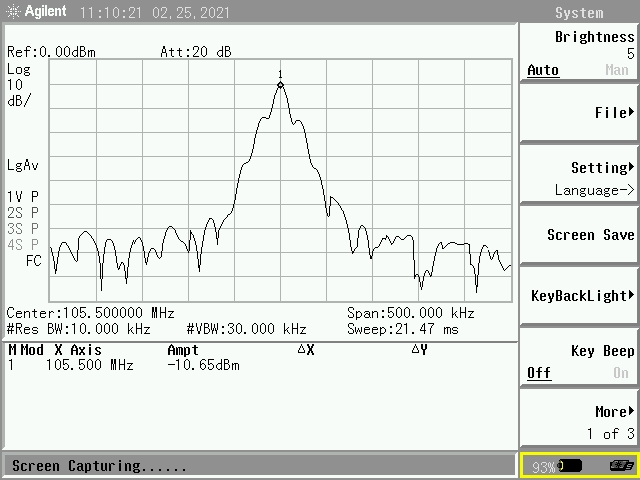 Agilent 11:10:21 02,25,2021
System
Ref:0.00dBm Att:20 dB
Log
10
dB/
1
LgAv
1V P
2S P
3S P
4S P
FC
Center:105.500000 MHz Span:500.000 kHz
#Res BW:10.000 kHz #VBW:30.000 kHz Sweep:21.47 ms
M Mod X Axis Ampt ΔX ΔY
1 105.500 MHz -10.65dBm
Screen Capturing......
Brightness
5
Auto Man
File
Setting
Language->
Screen Save
KeyBackLight
Key Beep
Off On
More
1 of 3
93%